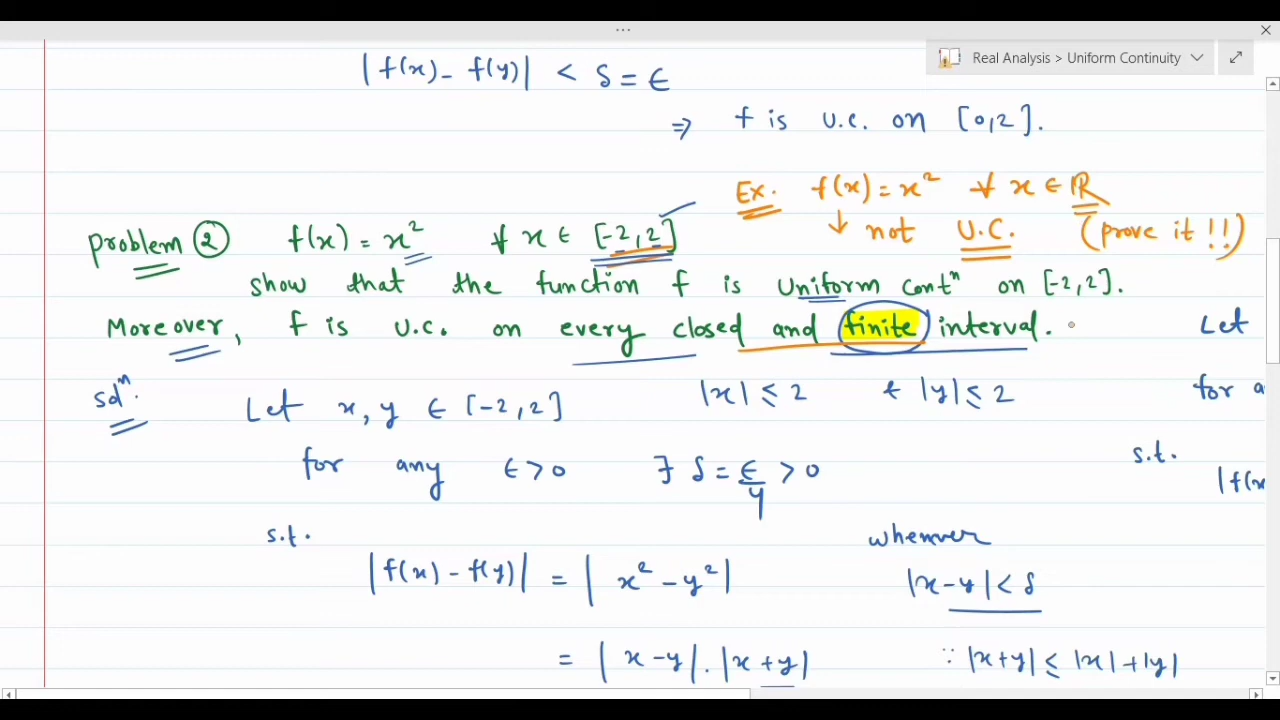 Real Analysis > Uniform Continuity
|f(x) - f(y)| < δ = ϵ
⇒ f is u.c. on [0,2].
Ex. f(x) = x² ∀ x ∈ ℝ
↓ not U.C. (prove it !!)
problem ② f(x) = x² ∀ x ∈ [-2,2]
show that the function f is uniform contⁿ on [-2,2].
Moreover, f is u.c. on every closed and finite interval.
Let
Solⁿ. Let x, y ∈ [-2,2] |x| ≤ 2 & |y| ≤ 2
for a
for any ϵ > 0 ∃ δ = ϵ/4 > 0
s.t.
|f(x
s.t. whenever
|f(x) - f(y)| = |x² - y²| |x-y| < δ
= |x-y|.|x+y| ∵ |x+y| ≤ |x|+|y|